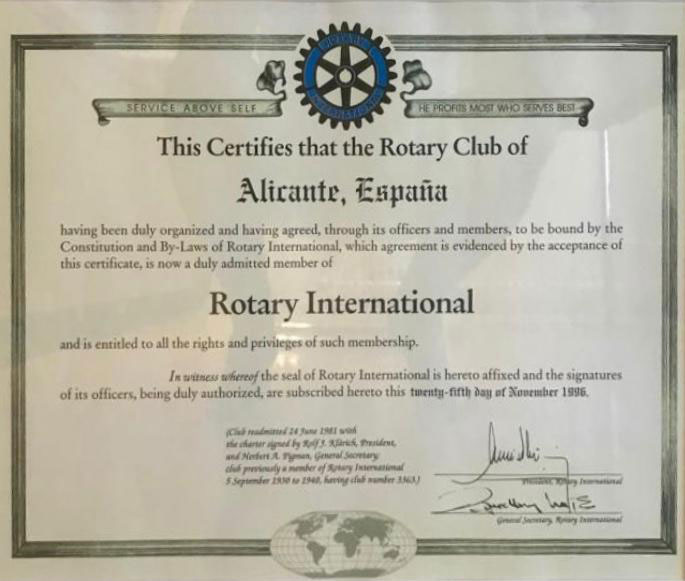 ROTARY
INTERNATIONAL
SERVICE ABOVE SELF
HE PROFITS MOST WHO SERVES BEST
This Certifies that the Rotary Club of
Alicante, España
having been duly organized and having agreed, through its officers and members, to be bound by the
Constitution and By-Laws of Rotary International, which agreement is evidenced by the acceptance of
this certificate, is now a duly admitted member of
Rotary International
and is entitled to all the rights and privileges of such membership.
In witness whereof the seal of Rotary International is hereto affixed and the signatures
of its officers, being duly authorized, are subscribed hereto this twenty-fifth day of November 1996.
(Club readmitted 24 June 1981 with
the charter signed by Rolf J. Klärich, President,
and Herbert A. Pigman, General Secretary;
club previously a member of Rotary International
5 September 1930 to 1940, having club number 3363.)
President, Rotary International
General Secretary, Rotary International